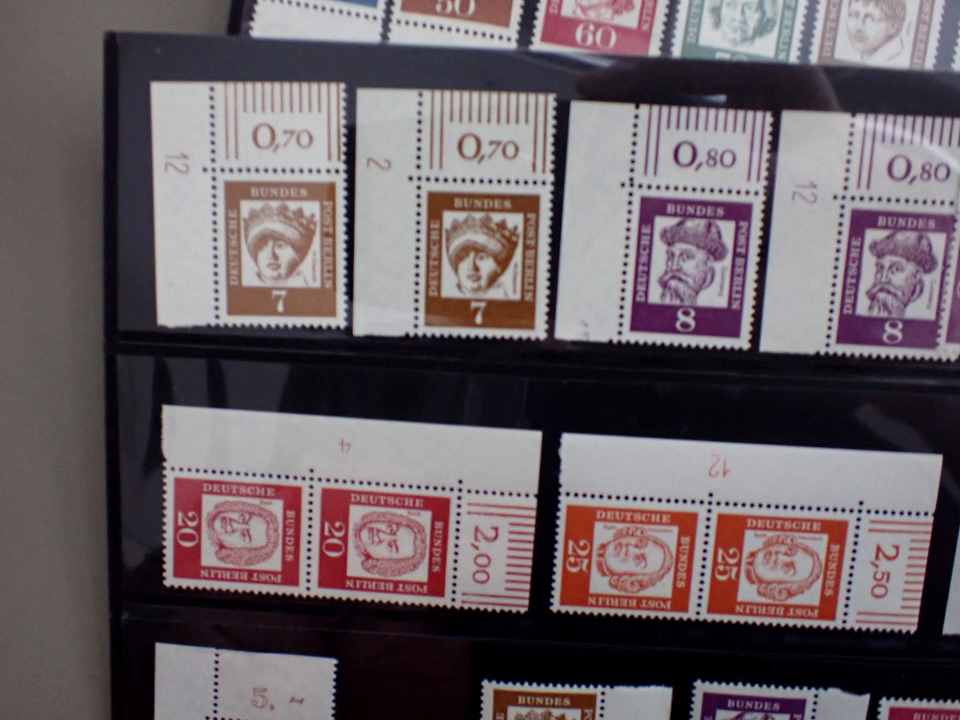 50
60
0,70
12
BUNDES
POST BERLIN
DEUTSCHE
7
0,70
2
BUNDES
POST BERLIN
DEUTSCHE
7
0,80
BUNDES
POST BERLIN
DEUTSCHE
8
0,80
12
BUNDES
DEUTSCHE
8
4
DEUTSCHE
BUNDES
POST BERLIN
20
DEUTSCHE
BUNDES
POST BERLIN
20
2,00
12
DEUTSCHE
BUNDES
POST BERLIN
25
DEUTSCHE
BUNDES
POST BERLIN
25
2,50
5.
BUNDES
BUNDES
BUNDES